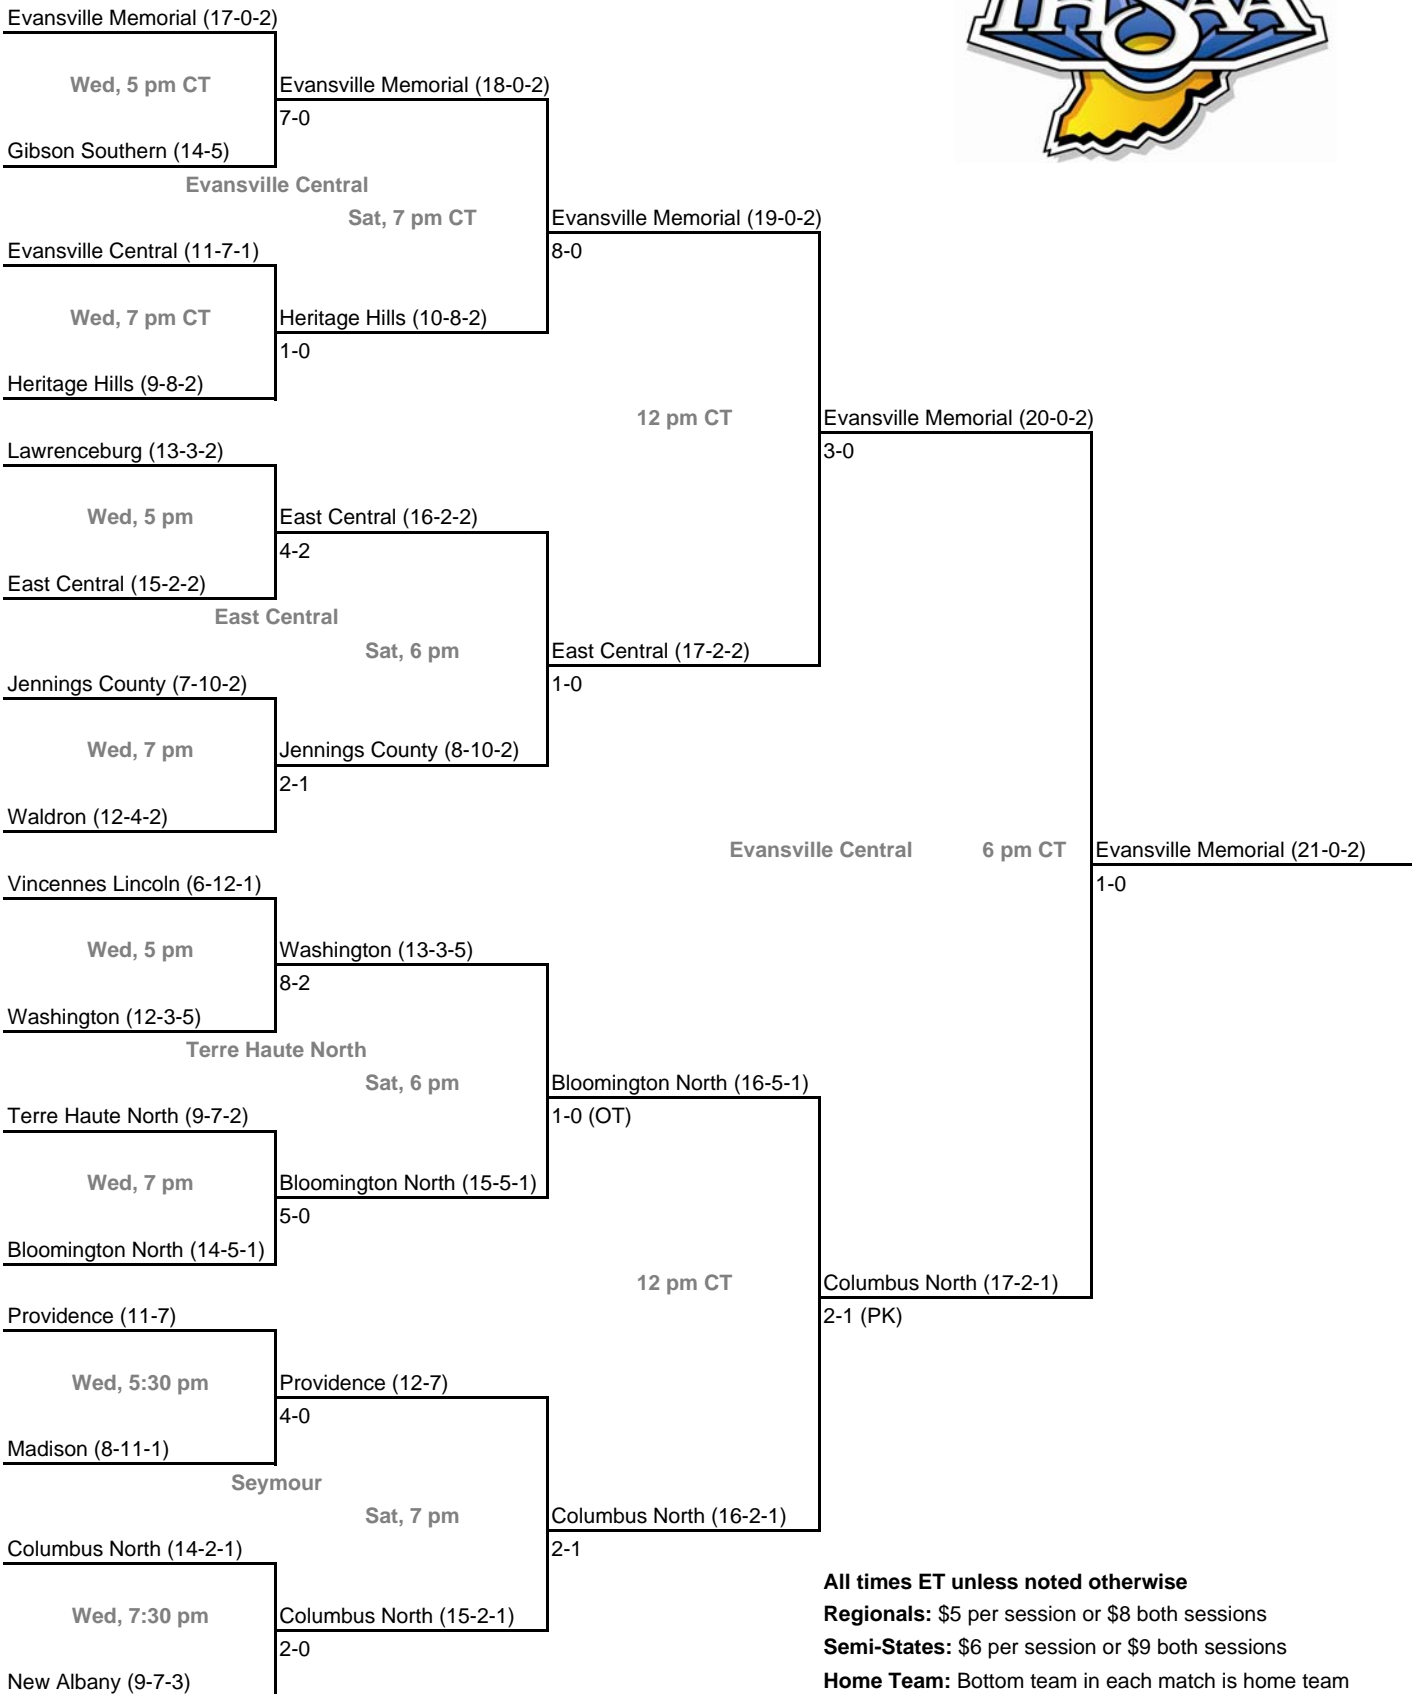 IHSAA
Evansville Memorial (17-0-2)
Wed, 5 pm CT
Evansville Memorial (18-0-2)
7-0
Gibson Southern (14-5)
Evansville Central
Sat, 7 pm CT
Evansville Memorial (19-0-2)
8-0
Evansville Central (11-7-1)
Wed, 7 pm CT
Heritage Hills (10-8-2)
1-0
Heritage Hills (9-8-2)
12 pm CT
Evansville Memorial (20-0-2)
3-0
Lawrenceburg (13-3-2)
Wed, 5 pm
East Central (16-2-2)
4-2
East Central (15-2-2)
East Central
Sat, 6 pm
East Central (17-2-2)
1-0
Jennings County (7-10-2)
Wed, 7 pm
Jennings County (8-10-2)
2-1
Waldron (12-4-2)
Evansville Central
6 pm CT
Evansville Memorial (21-0-2)
1-0
Vincennes Lincoln (6-12-1)
Wed, 5 pm
Washington (13-3-5)
8-2
Washington (12-3-5)
Terre Haute North
Sat, 6 pm
Bloomington North (16-5-1)
1-0 (OT)
Terre Haute North (9-7-2)
Wed, 7 pm
Bloomington North (15-5-1)
5-0
Bloomington North (14-5-1)
12 pm CT
Columbus North (17-2-1)
2-1 (PK)
Providence (11-7)
Wed, 5:30 pm
Providence (12-7)
4-0
Madison (8-11-1)
Seymour
Sat, 7 pm
Columbus North (16-2-1)
2-1
Columbus North (14-2-1)
Wed, 7:30 pm
Columbus North (15-2-1)
2-0
New Albany (9-7-3)
All times ET unless noted otherwise
Regionals: $5 per session or $8 both sessions
Semi-States: $6 per session or $9 both sessions
Home Team: Bottom team in each match is home team